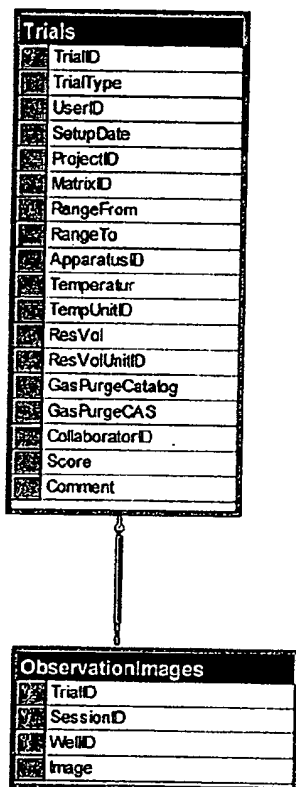 Trials
TrialID
TrialType
UserID
SetupDate
ProjectID
MatrixID
RangeFrom
RangeTo
ApparatusID
Temperatur
TempUnitID
ResVol
ResVolUnitID
GasPurgeCatalog
GasPurgeCAS
CollaboratorID
Score
Comment
ObservationImages
TrialID
SessionID
WellID
Image